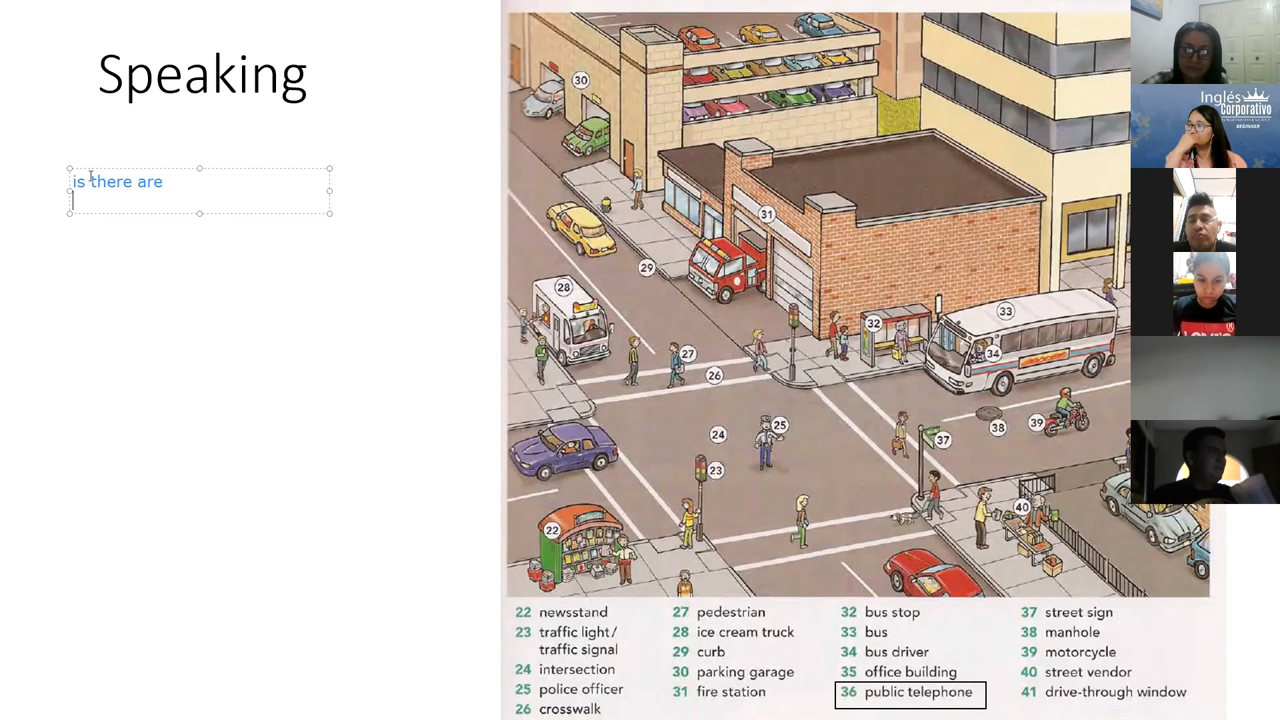 Speaking
is there are
30
31
29
28
33
32
34
27
26
25
24
37
38
39
23
22
40
22 newsstand
23 traffic light/
traffic signal
24 intersection
25 police officer
26 crosswalk
27 pedestrian
28 ice cream truck
29 curb
30 parking garage
31 fire station
32 bus stop
33 bus
34 bus driver
35 office building
36 public telephone
37 street sign
38 manhole
39 motorcycle
40 street vendor
41 drive-through window
Inglés
Corporativo
BEGINNER